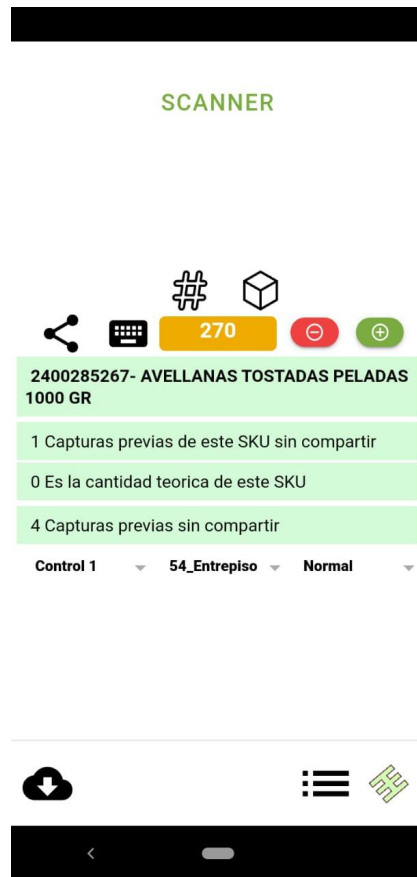 SCANNER
270
2400285267- AVELLANAS TOSTADAS PELADAS
1000 GR
1 Capturas previas de este SKU sin compartir
0 Es la cantidad teorica de este SKU
4 Capturas previas sin compartir
Control 1 54_Entrepiso Normal